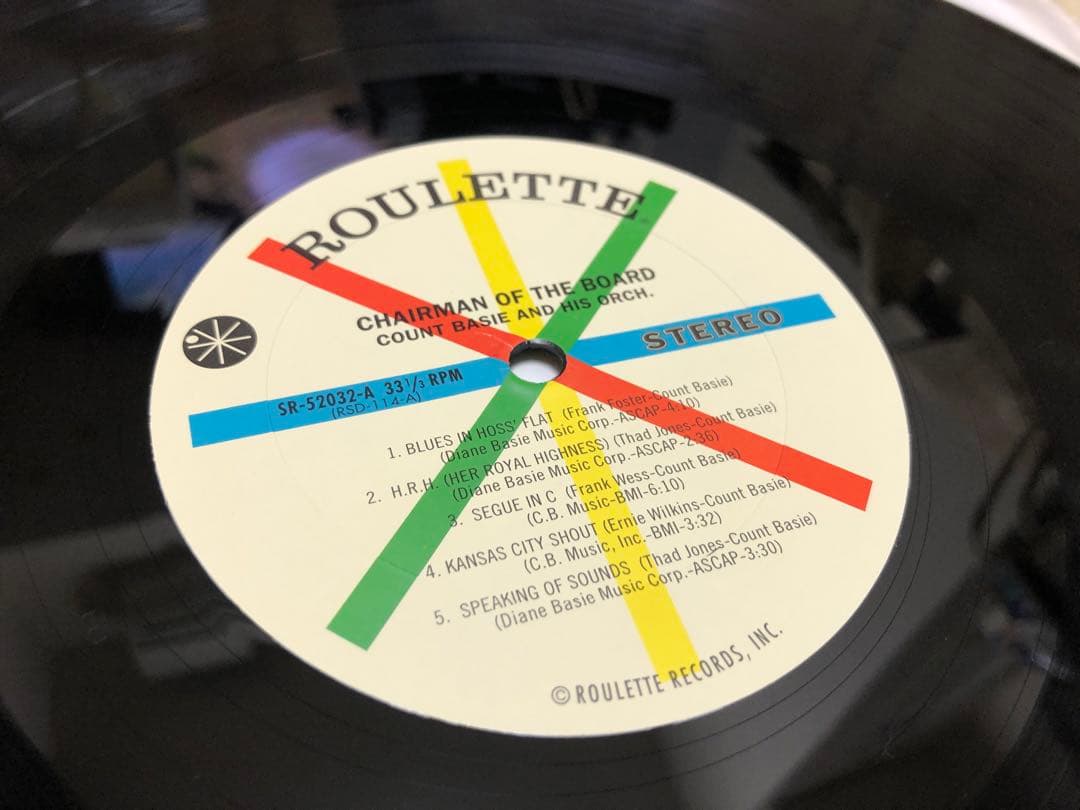 ROULETTE
CHAIRMAN OF THE BOARD
COUNT BASIE AND HIS ORCH.
STEREO
SR-52032-A 33 1/3 RPM
(RSD-114-A)
1. BLUES IN HOSS' FLAT (Frank Foster-Count Basie)
(Diane Basie Music Corp.-ASCAP-4:10)
2. H.R.H. (HER ROYAL HIGHNESS) (Thad Jones-Count Basie)
(Diane Basie Music Corp.-ASCAP-2:36)
3. SEGUE IN C (Frank Wess-Count Basie)
(C.B. Music-BMI-6:10)
4. KANSAS CITY SHOUT (Ernie Wilkins-Count Basie)
(C.B. Music, Inc.-BMI-3:32)
5. SPEAKING OF SOUNDS (Thad Jones-Count Basie)
(Diane Basie Music Corp.-ASCAP-3:30)
© ROULETTE RECORDS, INC.